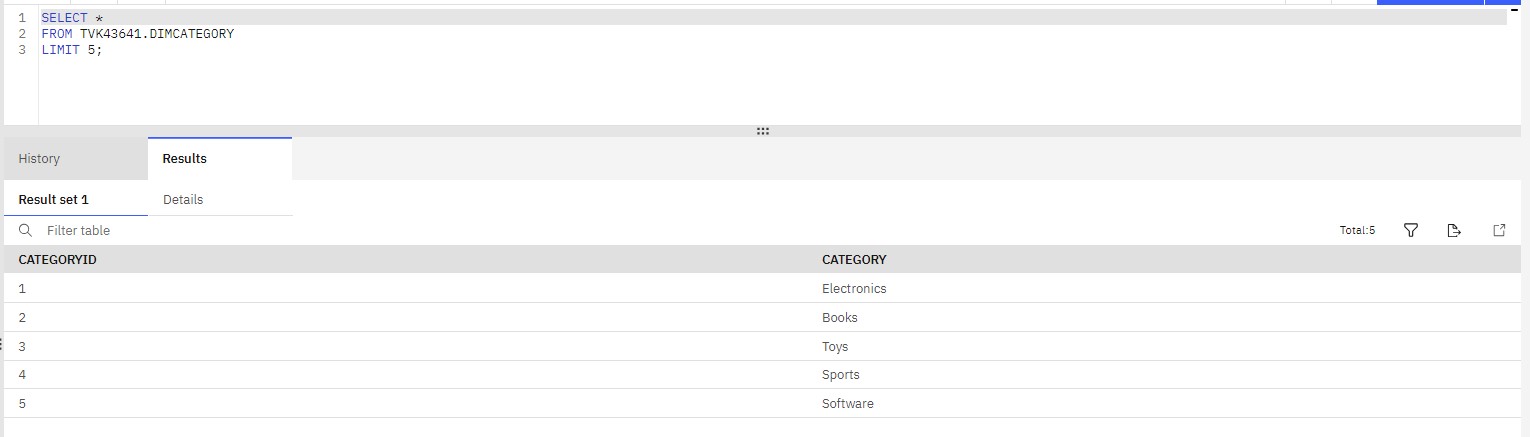 1 SELECT *
2 FROM TVK43641.DIMCATEGORY
3 LIMIT 5;
History Results
Result set 1 Details
Filter table Total:5
CATEGORYID CATEGORY
1 Electronics
2 Books
3 Toys
4 Sports
5 Software